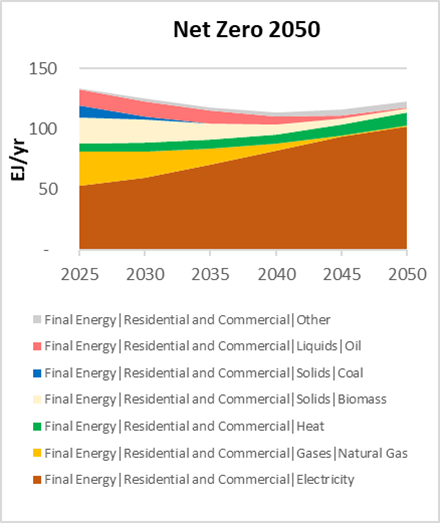 Net Zero 2050
150
100
50
-
EJ/yr
2025 2030 2035 2040 2045 2050
Final Energy|Residential and Commercial|Other
Final Energy|Residential and Commercial|Liquids|Oil
Final Energy|Residential and Commercial|Solids|Coal
Final Energy|Residential and Commercial|Solids|Biomass
Final Energy|Residential and Commercial|Heat
Final Energy|Residential and Commercial|Gases|Natural Gas
Final Energy|Residential and Commercial|Electricity